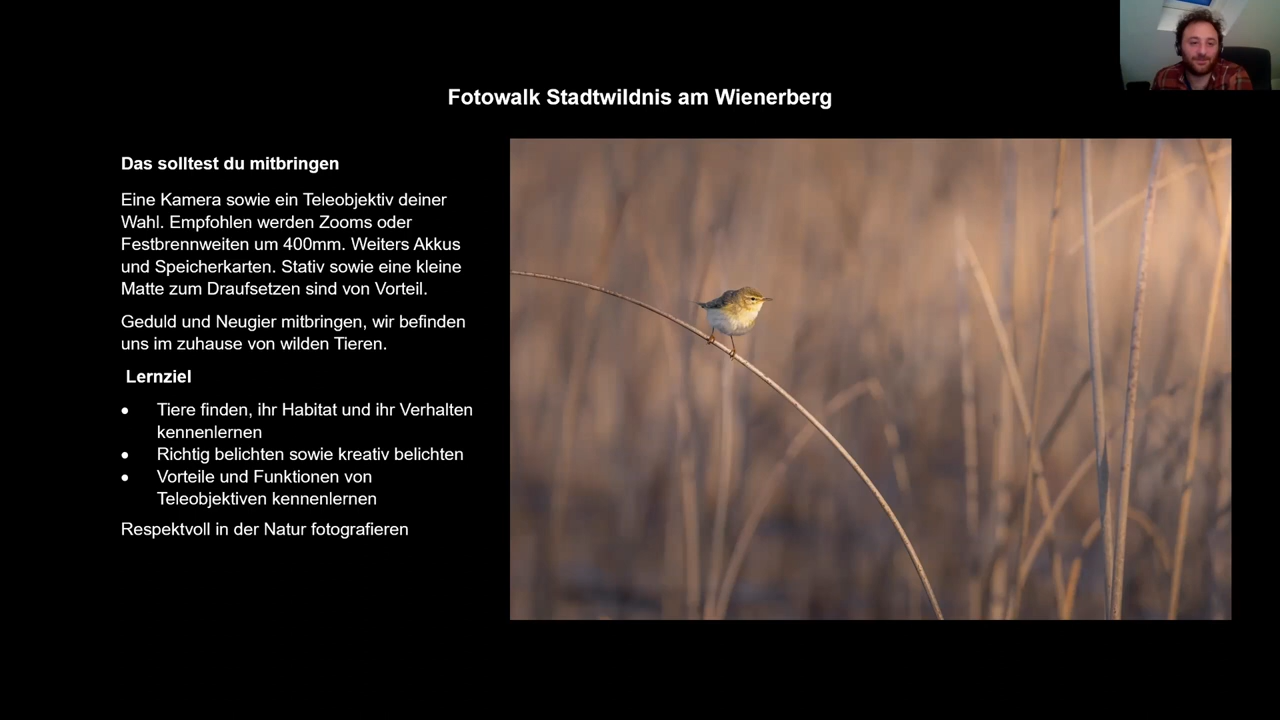 Fotowalk Stadtwildnis am Wienerberg
Das solltest du mitbringen
Eine Kamera sowie ein Teleobjektiv deiner
Wahl. Empfohlen werden Zooms oder
Festbrennweiten um 400mm. Weiters Akkus
und Speicherkarten. Stativ sowie eine kleine
Matte zum Draufsetzen sind von Vorteil.
Geduld und Neugier mitbringen, wir befinden
uns im zuhause von wilden Tieren.
Lernziel
● Tiere finden, ihr Habitat und ihr Verhalten
kennenlernen
● Richtig belichten sowie kreativ belichten
● Vorteile und Funktionen von
Teleobjektiven kennenlernen
Respektvoll in der Natur fotografieren